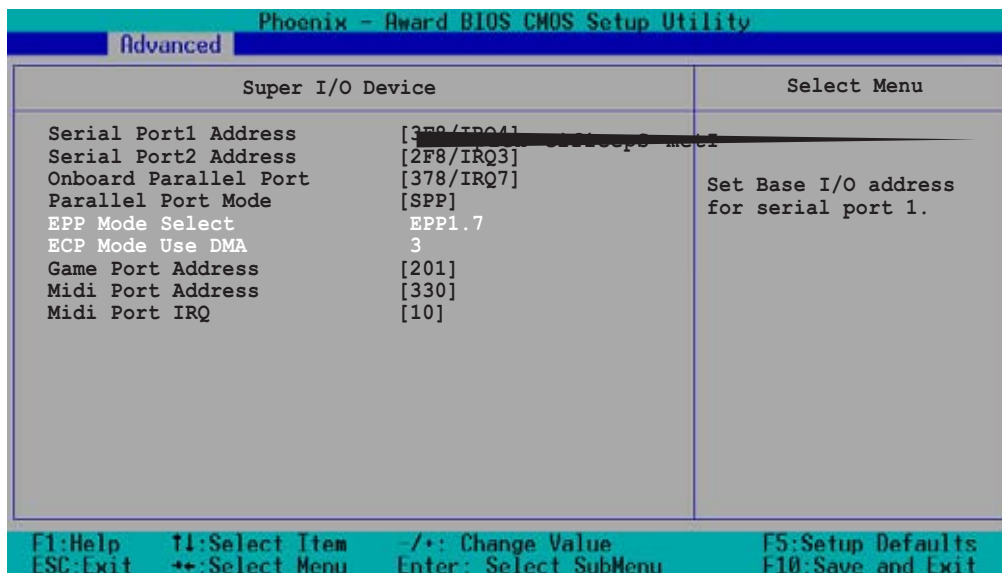 Phoenix - Award BIOS CMOS Setup Utility
Advanced
Super I/O Device
Select Menu
Serial Port1 Address [3F8/IRQ4]
Serial Port2 Address [2F8/IRQ3]
Onboard Parallel Port [378/IRQ7]
Parallel Port Mode [SPP]
EPP Mode Select EPP1.7
ECP Mode Use DMA 3
Game Port Address [201]
Midi Port Address [330]
Midi Port IRQ [10]
Set Base I/O address
for serial port 1.
F1:Help ↑↓:Select Item -/+: Change Value F5:Setup Defaults
ESC:Exit ←→:Select Menu Enter: Select SubMenu F10:Save and Exit